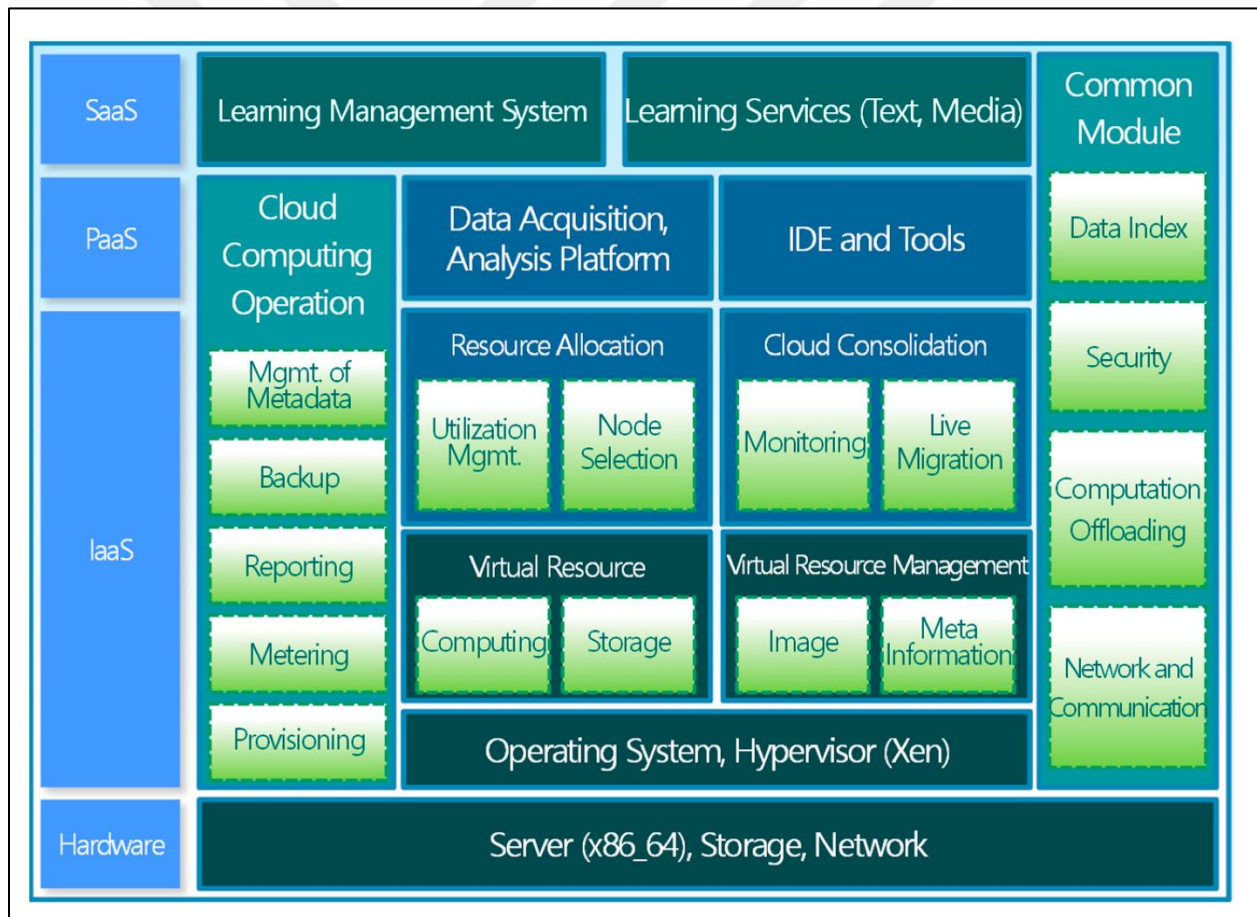 SaaS
Learning Management System
Learning Services (Text, Media)
Common
Module
Data Index
Security
Computation
Offloading
Network and
Communication
PaaS
Cloud
Computing
Operation
Mgmt. of
Metadata
Backup
Reporting
Metering
Provisioning
Data Acquisition,
Analysis Platform
IDE and Tools
IaaS
Resource Allocation
Utilization
Mgmt.
Node
Selection
Cloud Consolidation
Monitoring
Live
Migration
Virtual Resource
Computing
Storage
Virtual Resource Management
Image
Meta
Information
Operating System, Hypervisor (Xen)
Hardware
Server (x86_64), Storage, Network